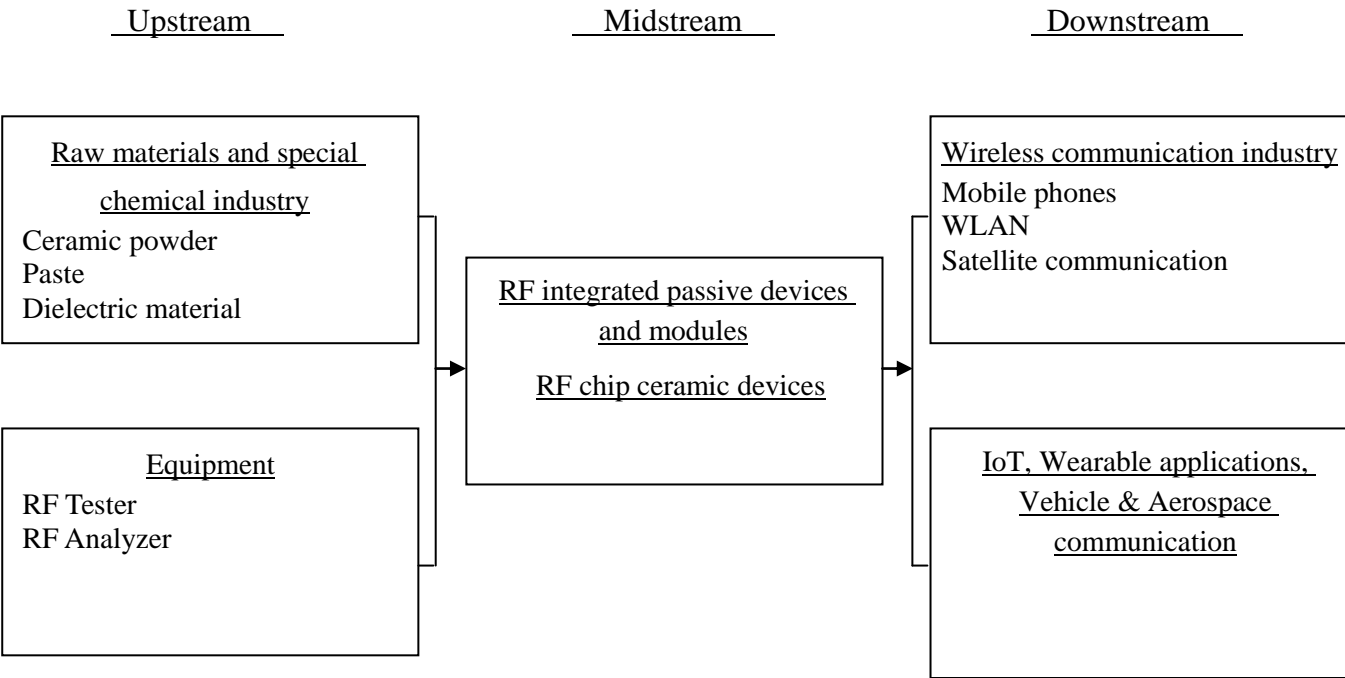 Upstream
Midstream
Downstream
Raw materials and special
chemical industry
Ceramic powder
Paste
Dielectric material
Equipment
RF Tester
RF Analyzer
RF integrated passive devices
and modules
RF chip ceramic devices
Wireless communication industry
Mobile phones
WLAN
Satellite communication
IoT, Wearable applications,
Vehicle & Aerospace
communication